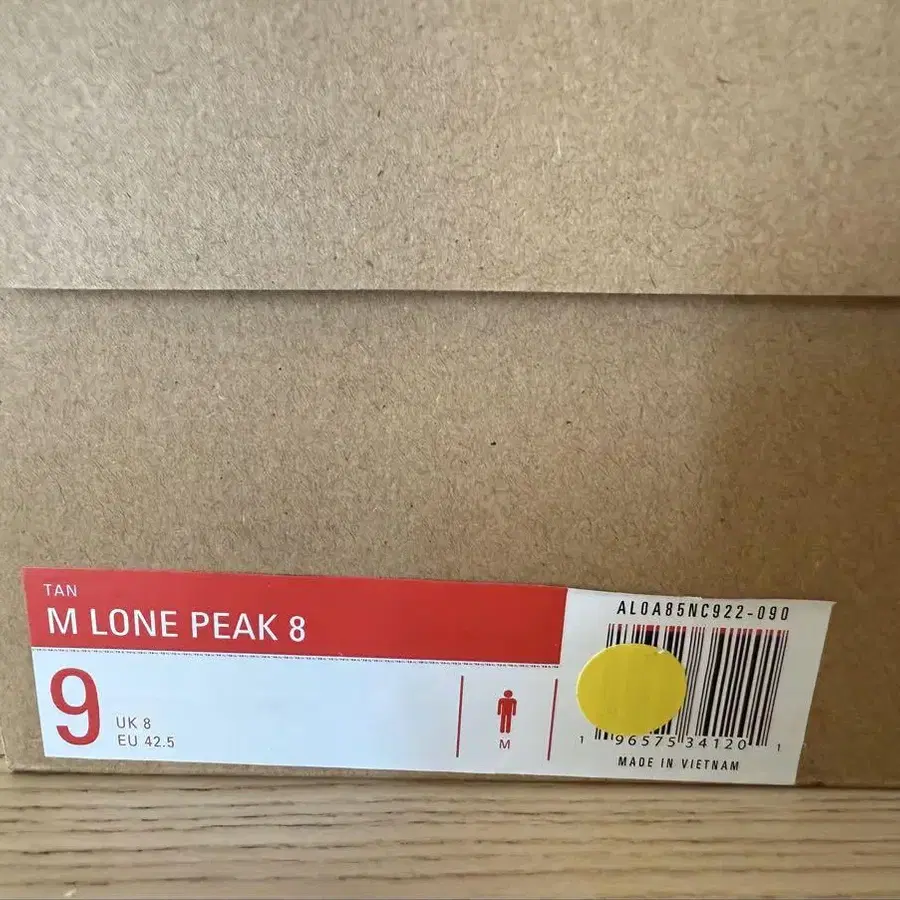 TAN
M LONE PEAK 8
9
UK 8
EU 42.5
M
AL0A85NC922-090
1 96575 34120 1
MADE IN VIETNAM